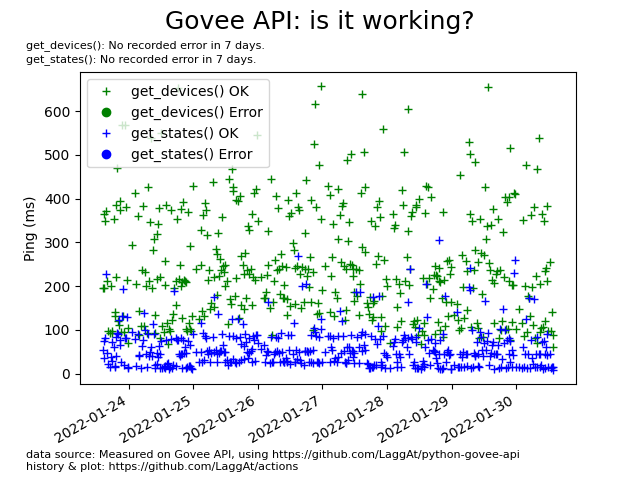 Govee API: is it working?
get_devices(): No recorded error in 7 days.
get_states(): No recorded error in 7 days.
get_devices() OK
get_devices() Error
get_states() OK
get_states() Error
600
500
400
300
200
100
0
Ping (ms)
2022-01-24
2022-01-25
2022-01-26
2022-01-27
2022-01-28
2022-01-29
2022-01-30
data source: Measured on Govee API, using https://github.com/LaggAt/python-govee-api
history & plot: https://github.com/LaggAt/actions